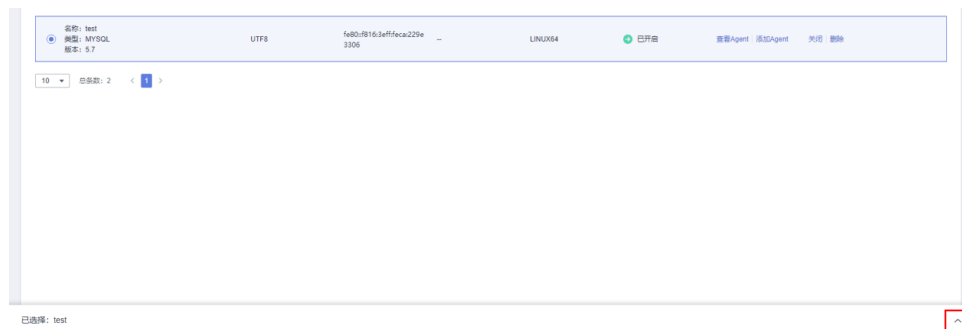 名称：test
类型：MYSQL
版本：5.7
UTF8
fe80::f816:3eff:feca:229e
3306
--
LINUX64
已开启
查看Agent 添加Agent
关闭 删除
10 总条数：2 < 1 >
已选择：test